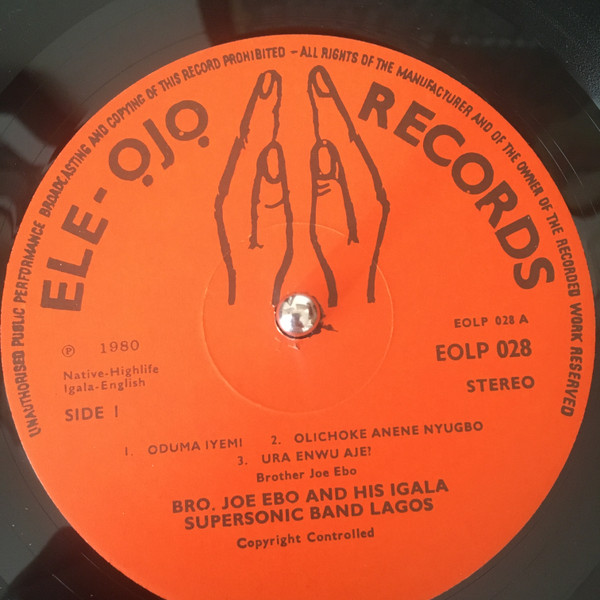 UNAUTHORISED PUBLIC PERFORMANCE BROADCASTING AND COPYING OF THIS RECORD PROHIBITED – ALL RIGHTS OF THE MANUFACTURER AND OF THE OWNER OF THE RECORDED WORK RESERVED
ELE-ỌJỌ RECORDS
EOLP 028 A
℗ 1980
EOLP 028
Native-Highlife
Igala-English
STEREO
SIDE 1
1. ODUMA IYEMI 2. OLICHOKE ANENE NYUGBO
3. URA ENWU AJE?
Brother Joe Ebo
BRO. JOE EBO AND HIS IGALA
SUPERSONIC BAND LAGOS
Copyright Controlled